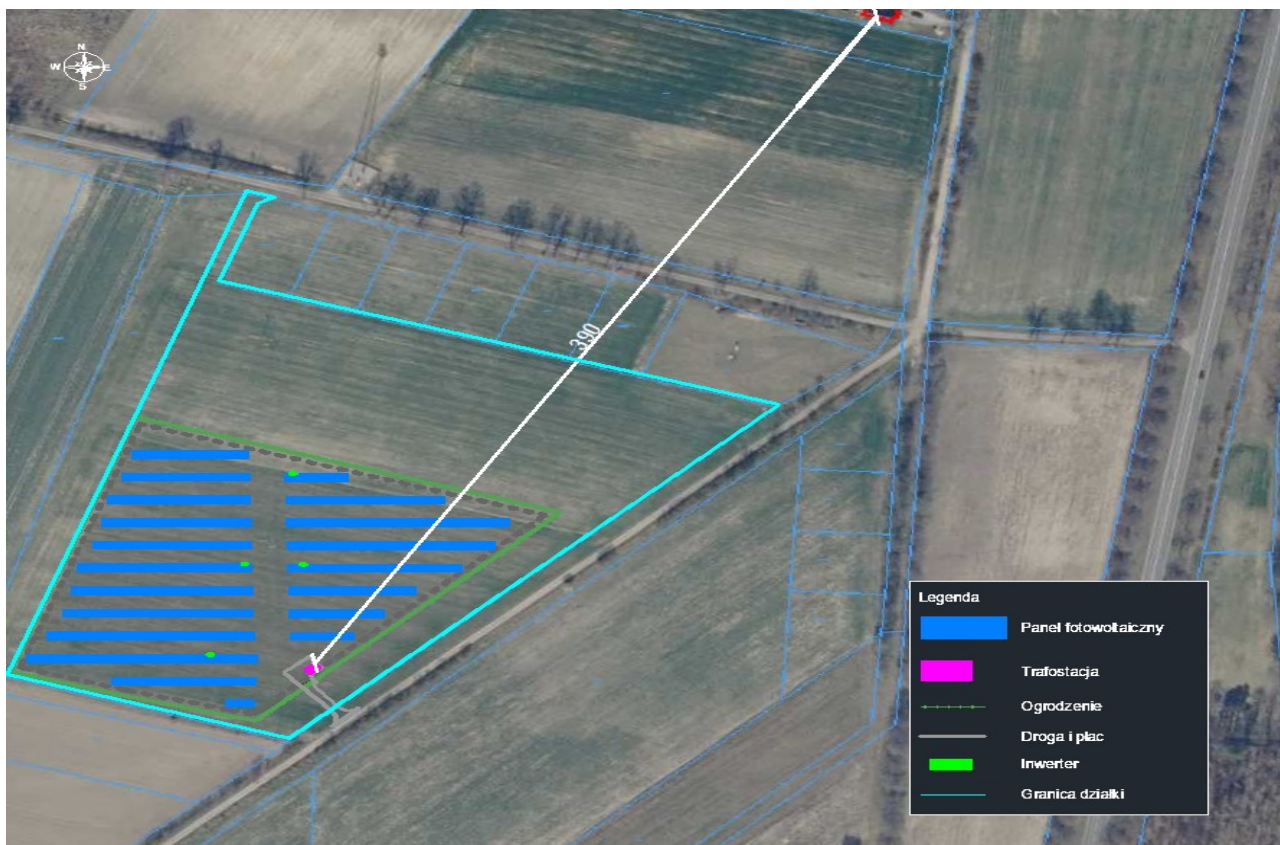 N
W E
S
390
Legenda
Panel fotowoltaiczny
Trafostacja
Ogrodzenie
Droga i plac
Inwerter
Granica działki